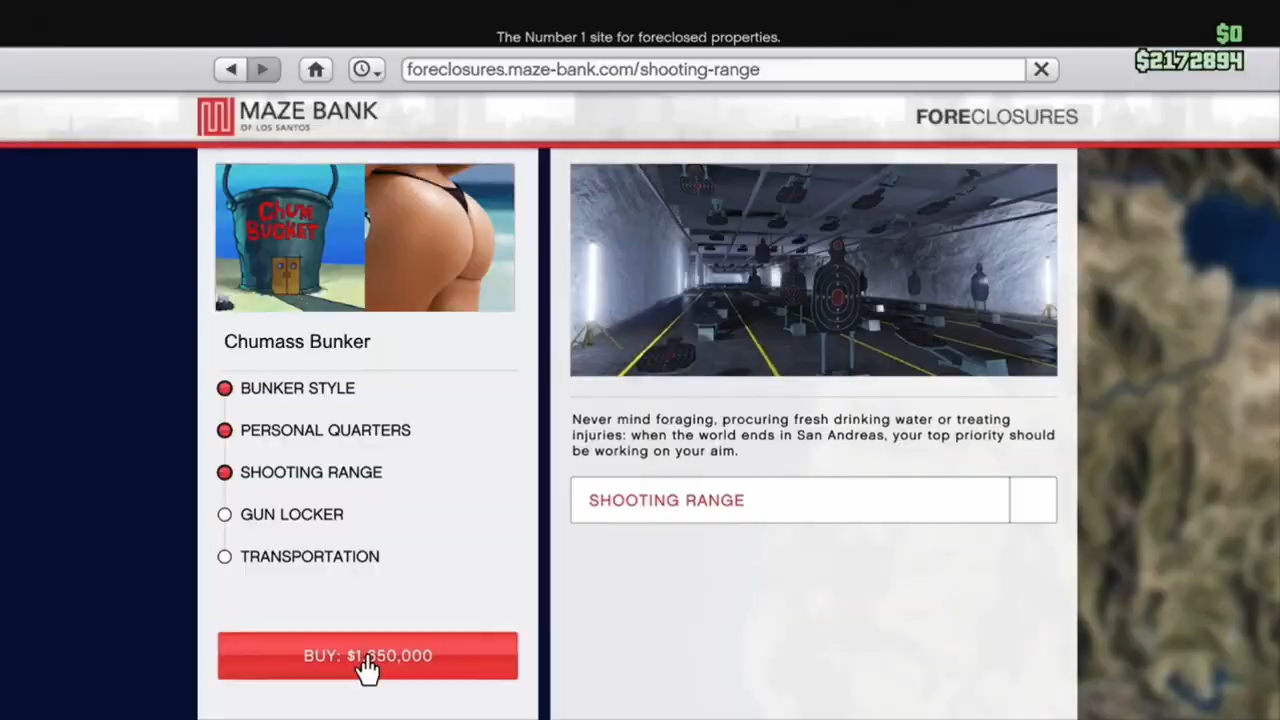 The Number 1 site for foreclosed properties.
$0
$2172894
foreclosures.maze-bank.com/shooting-range
MAZE BANK
OF LOS SANTOS
FORECLOSURES
CHUM
BUCKET
Chumass Bunker
BUNKER STYLE
PERSONAL QUARTERS
SHOOTING RANGE
GUN LOCKER
TRANSPORTATION
BUY: $1,650,000
Never mind foraging, procuring fresh drinking water or treating
injuries: when the world ends in San Andreas, your top priority should
be working on your aim.
SHOOTING RANGE